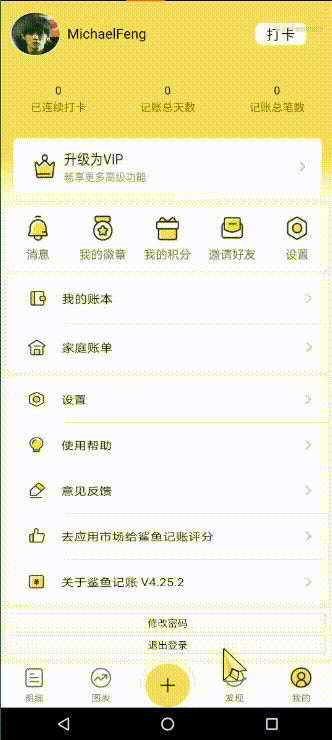 MichaelFeng
打卡
0 0 0
已连续打卡 记账总天数 记账总笔数
升级为VIP
畅享更多高级功能
消息 我的徽章 我的积分 邀请好友 设置
我的账本
家庭账单
设置
使用帮助
意见反馈
去应用市场给鲨鱼记账评分
关于鲨鱼记账 V4.25.2
修改密码
退出登录
明细 图表 发现 我的